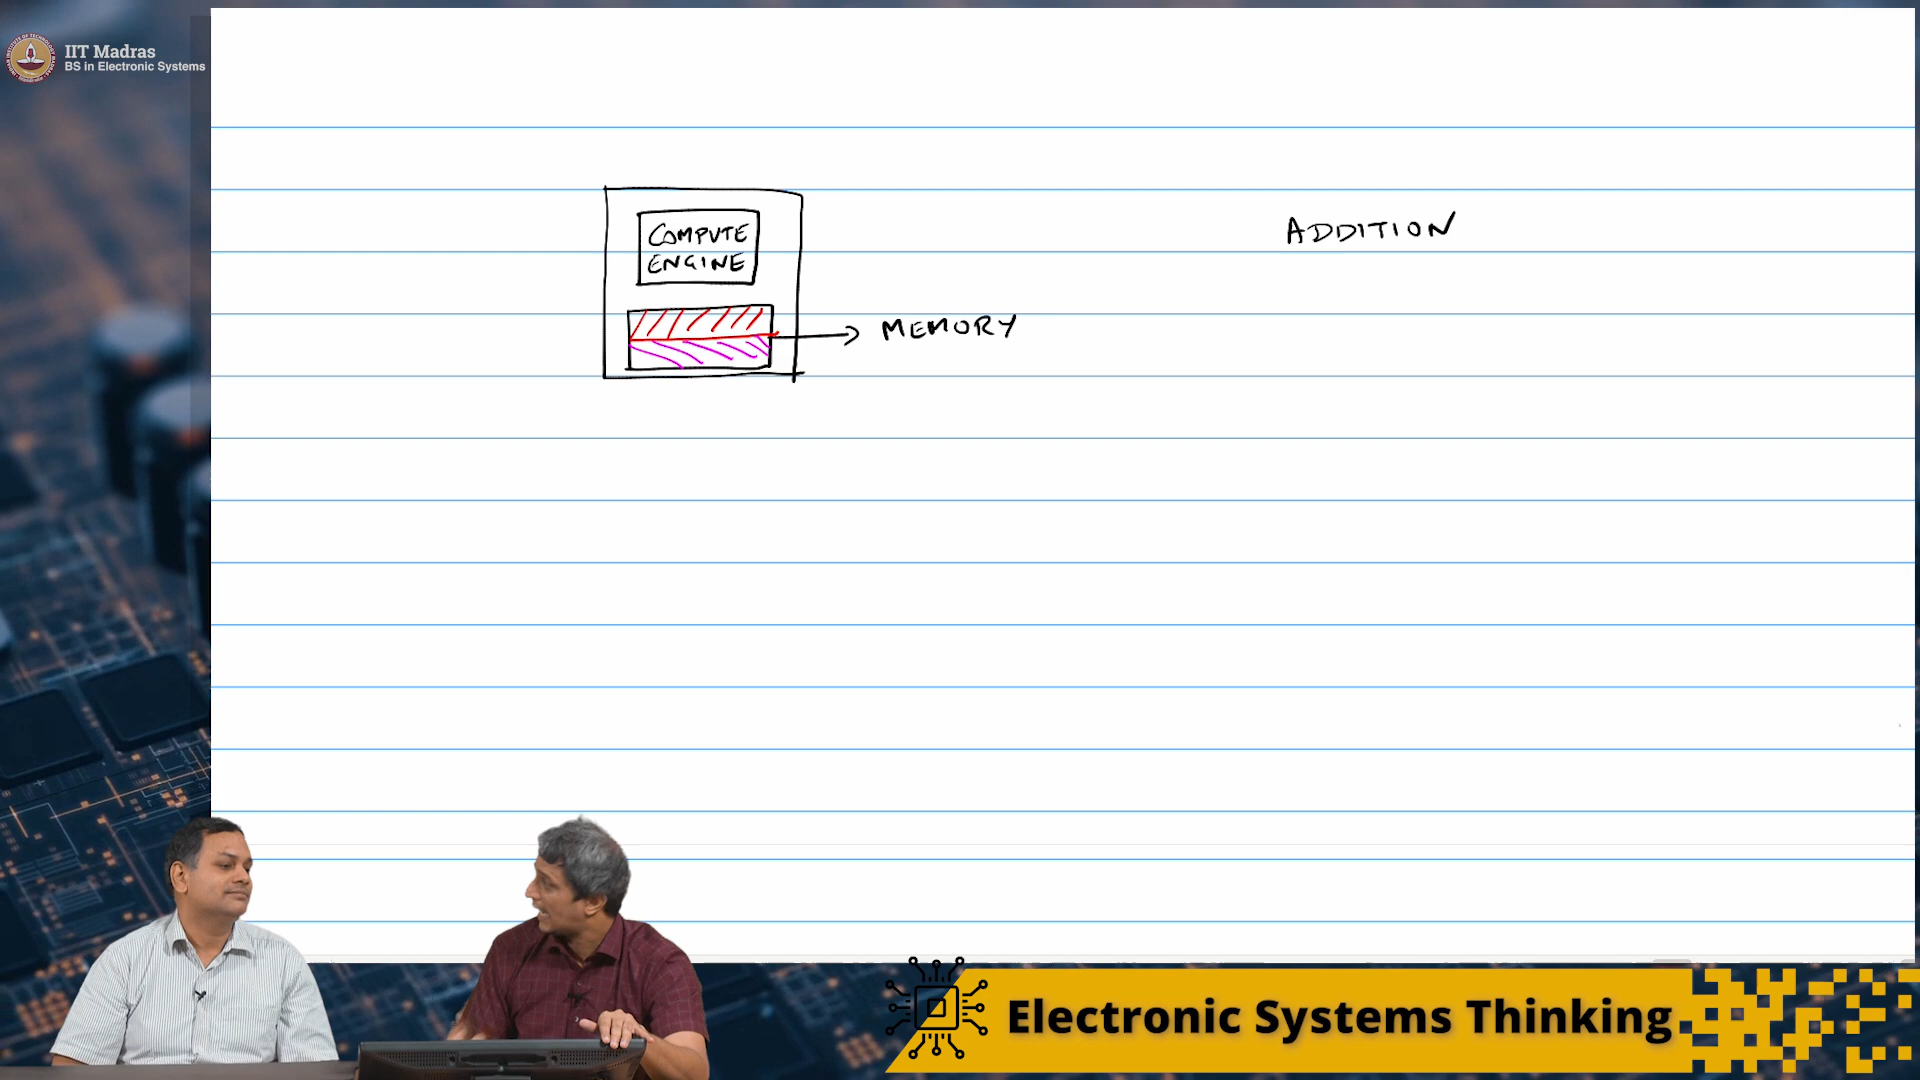 IIT Madras
BS in Electronic Systems
COMPUTE
ENGINE
ADDITION
MEMORY
Electronic Systems Thinking